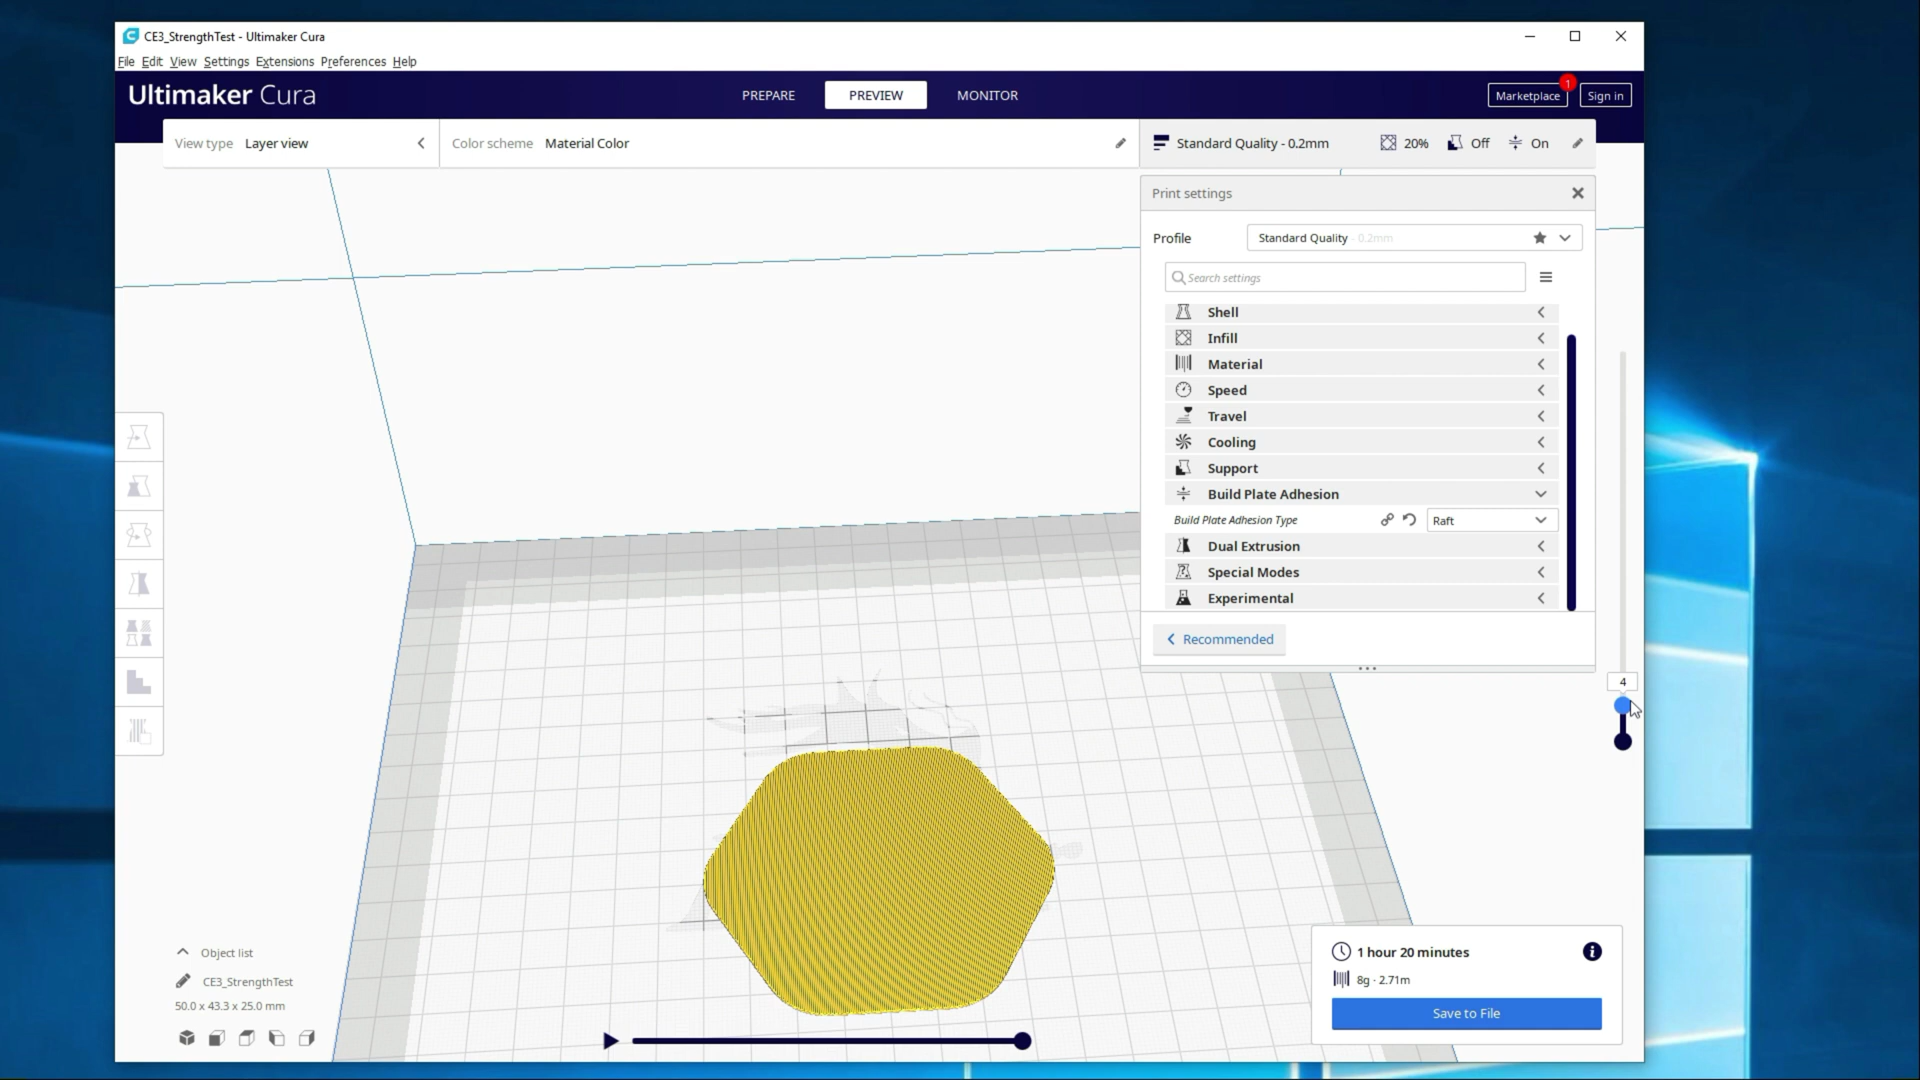 CE3_StrengthTest - Ultimaker Cura
File Edit View Settings Extensions Preferences Help
Ultimaker Cura
PREPARE
PREVIEW
MONITOR
Marketplace
1
Sign in
View type Layer view
Color scheme Material Color
Standard Quality - 0.2mm
20%
Off
On
Print settings
Profile
Standard Quality - 0.2mm
Search settings
Shell
Infill
Material
Speed
Travel
Cooling
Support
Build Plate Adhesion
Build Plate Adhesion Type
Raft
Dual Extrusion
Special Modes
Experimental
Recommended
4
Object list
CE3_StrengthTest
50.0 x 43.3 x 25.0 mm
1 hour 20 minutes
8g · 2.71m
Save to File